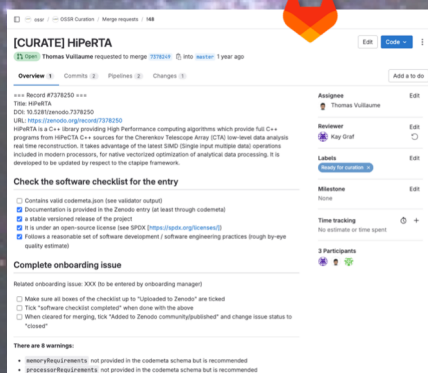 ossr / OSSR Curation / Merge requests / !48
[CURATE] HiPeRTA
Edit
Code
Open Thomas Vuillaume requested to merge 7378249 into master 1 year ago
Overview 1 Commits 2 Pipelines 2 Changes 1
Add a to do
=== Record #7378250 ===
Title: HiPeRTA
DOI: 10.5281/zenodo.7378250
URL: https://zenodo.org/record/7378250
HiPeRTA is a C++ library providing High Performance computing algorithms which provide full C++
programs from HiPeCTA C++ sources for the Cherenkov Telescope Array (CTA) low-level data analysis
real time reconstruction. It takes advantage of the latest SIMD (Single input multiple data) operations
included in modern processors, for native vectorized optimization of analytical data processing. It is
developed to be updated by respect to the ctapipe framework.
Check the software checklist for the entry
Contains valid codemeta.json (see validator output)
Documentation is provided in the Zenodo entry (at least through codemeta)
a stable versioned release of the project
It is under an open-source license (see SPDX [https://spdx.org/licenses/])
Follows a reasonable set of software development / software engineering practices (rough by-eye
quality estimate)
Complete onboarding issue
Related onboarding issue: XXX (to be entered by onboarding manager)
Make sure all boxes of the checklist up to "Uploaded to Zenodo" are ticked
Tick "software checklist completed" when done with the above
When cleared for merging, tick "Added to Zenodo community/published" and change issue status to
"closed"
There are 8 warnings:
memoryRequirements not provided in the codemeta schema but is recommended
processorRequirements not provided in the codemeta schema but is recommended
Assignee Edit
Thomas Vuillaume
Reviewer Edit
Kay Graf
Labels Edit
Ready for curation ×
Milestone Edit
None
Time tracking
No estimate or time spent
3 Participants